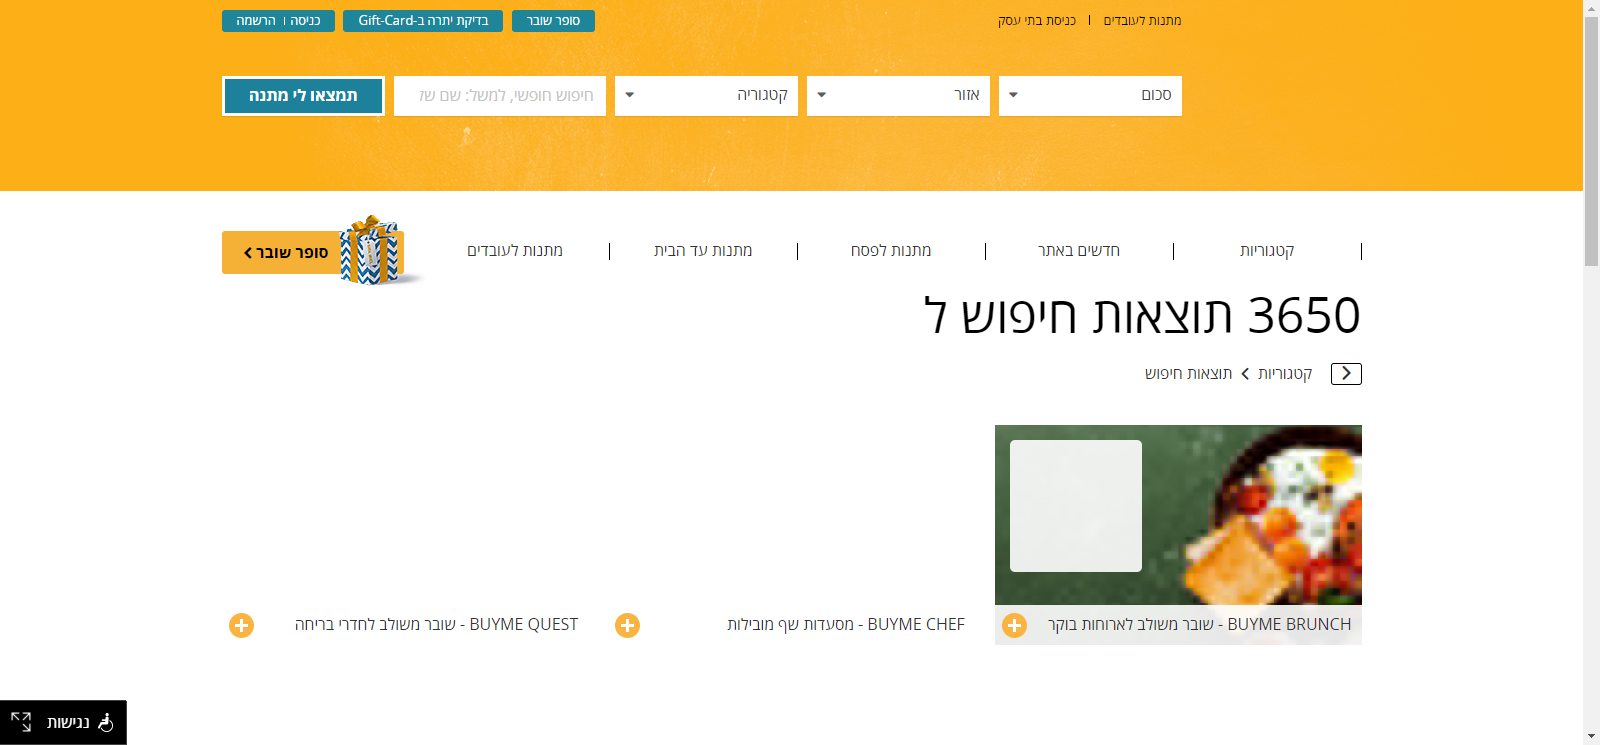 מתנות לעובדים | כניסת בתי עסק
סופר שובר
בדיקת יתרה ב-Gift-Card
כניסה | הרשמה
סכום
אזור
קטגוריה
חיפוש חופשי, למשל: שם של
תמצאו לי מתנה
קטגוריות
חדשים באתר
מתנות לפסח
מתנות עד הבית
מתנות לעובדים
סופר שובר
3650 תוצאות חיפוש ל
קטגוריות
תוצאות חיפוש
BUYME BRUNCH - שובר משולב לארוחות בוקר
BUYME CHEF - מסעדות שף מובילות
BUYME QUEST - שובר משולב לחדרי בריחה
נגישות